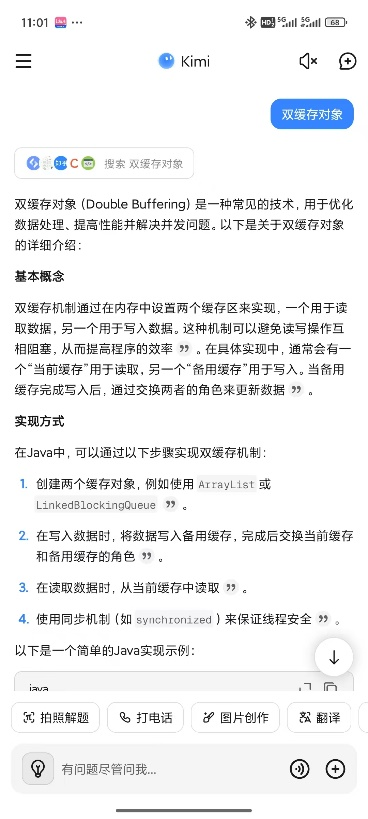 11:01
HD 5G 5G 68
Kimi
双缓存对象
搜索 双缓存对象
双缓存对象（Double Buffering）是一种常见的技术，用于优化
数据处理、提高性能并解决并发问题。以下是关于双缓存对象
的详细介绍：
基本概念
双缓存机制通过在内存中设置两个缓存区来实现，一个用于读
取数据，另一个用于写入数据。这种机制可以避免读写操作互
相阻塞，从而提高程序的效率 。在具体实现中，通常会有一
个“当前缓存”用于读取，另一个“备用缓存”用于写入。当备用
缓存完成写入后，通过交换两者的角色来更新数据 。
实现方式
在Java中，可以通过以下步骤实现双缓存机制：
1. 创建两个缓存对象，例如使用 ArrayList 或
LinkedBlockingQueue 。
2. 在写入数据时，将数据写入备用缓存，完成后交换当前缓存
和备用缓存的角色 。
3. 在读取数据时，从当前缓存中读取 。
4. 使用同步机制（如 synchronized ）来保证线程安全 。
以下是一个简单的Java实现示例：
java
拍照解题 打电话 图片创作 翻译
有问题尽管问我...